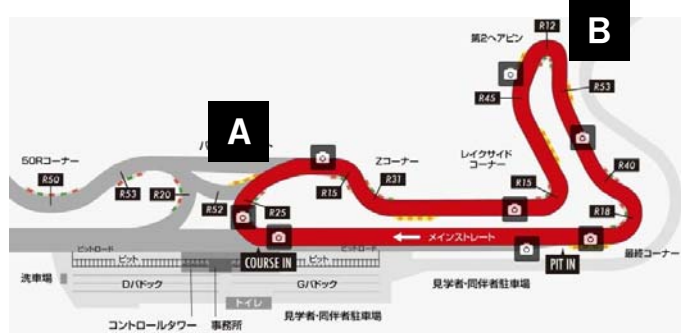 R12
B
第2ヘアピン
R53
A
R45
50Rコーナー
Zコーナー
レイクサイド
コーナー
R40
R50
R53
R20
R52
R25
R15
R31
R15
R18
メインストレート
COURSE IN
PIT IN
最終コーナー
ピットロード
ピットロード
ピット
ピット
洗車場
Dパドック
Gパドック
見学者・同伴者駐車場
トイレ
見学者・同伴者駐車場
コントロールタワー
事務所